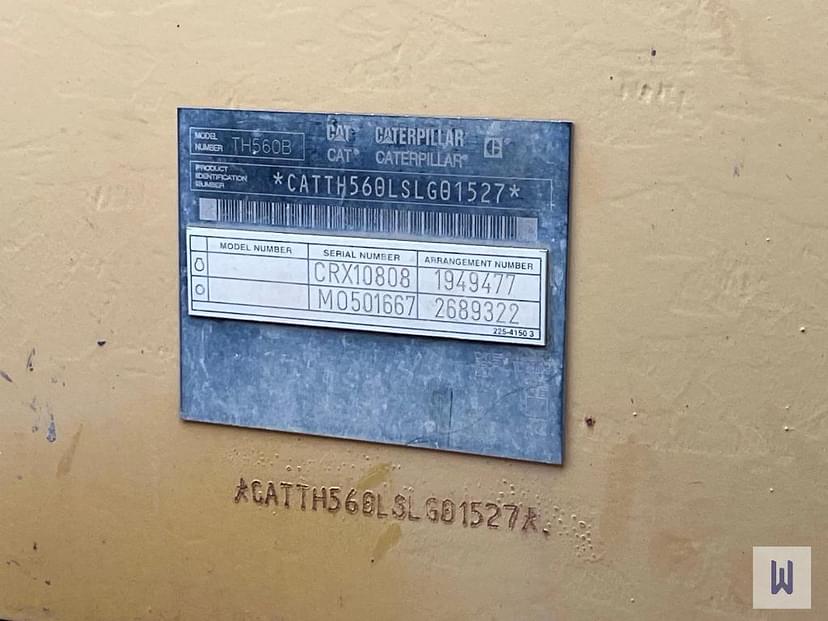 MODEL NUMBER TH560B
CAT CATERPILLAR C
CAT® CATERPILLAR®
PRODUCT IDENTIFICATION NUMBER *CATTH560LSLG01527*
MODEL NUMBER SERIAL NUMBER ARRANGEMENT NUMBER
CRX10808 1949477
MO501667 2689322
225-4150 3
*CATTH560LSLG01527*
W